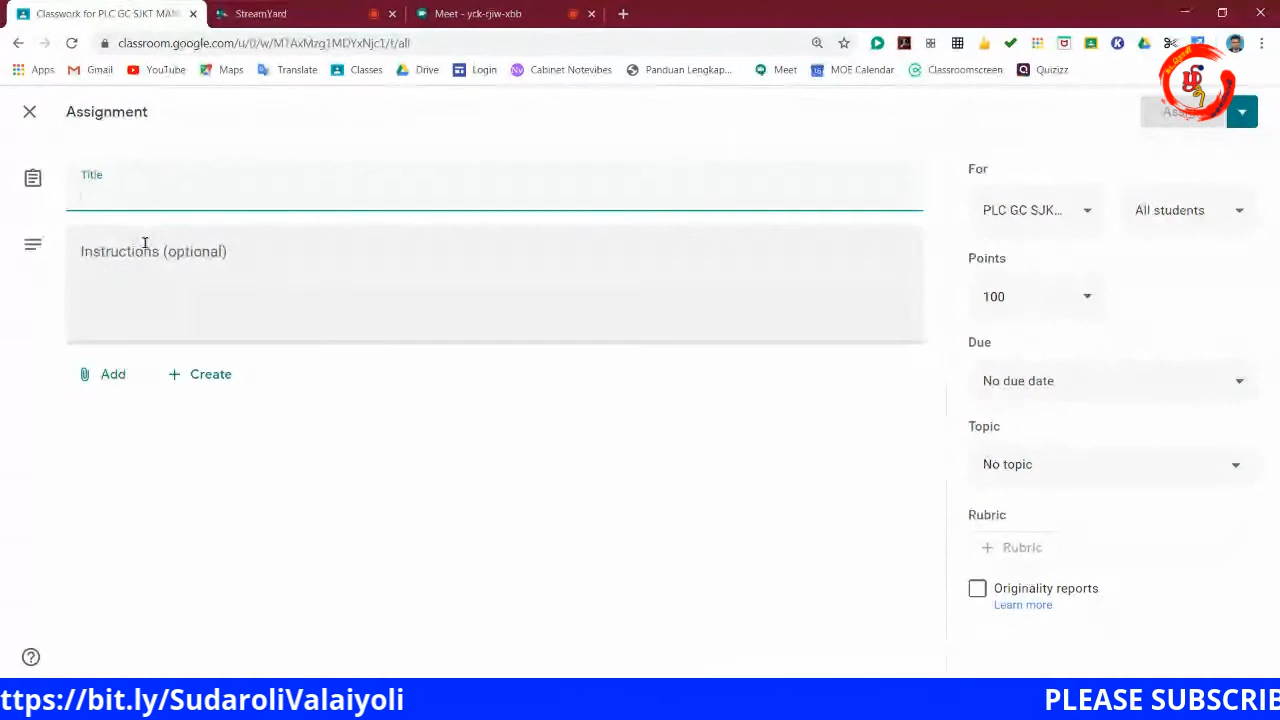 Classwork for PLC GC SJKT MAN
StreamYard
Meet - yck-rjiw-xbb
classroom.google.com/u/0/w/MTAxMzg1MDYxNjc1/t/all
Apps
Gmail
YouTube
Maps
Translate
Classes
Drive
Login
Cabinet Notevibes
Panduan Lengkap...
Meet
MOE Calendar
Classroomscreen
Quizizz
Assignment
Title
Instructions (optional)
Add
Create
For
PLC GC SJK...
All students
Points
100
Due
No due date
Topic
No topic
Rubric
Rubric
Originality reports
Learn more
ttps://bit.ly/SudaroliValaiyoli
PLEASE SUBSCRIB